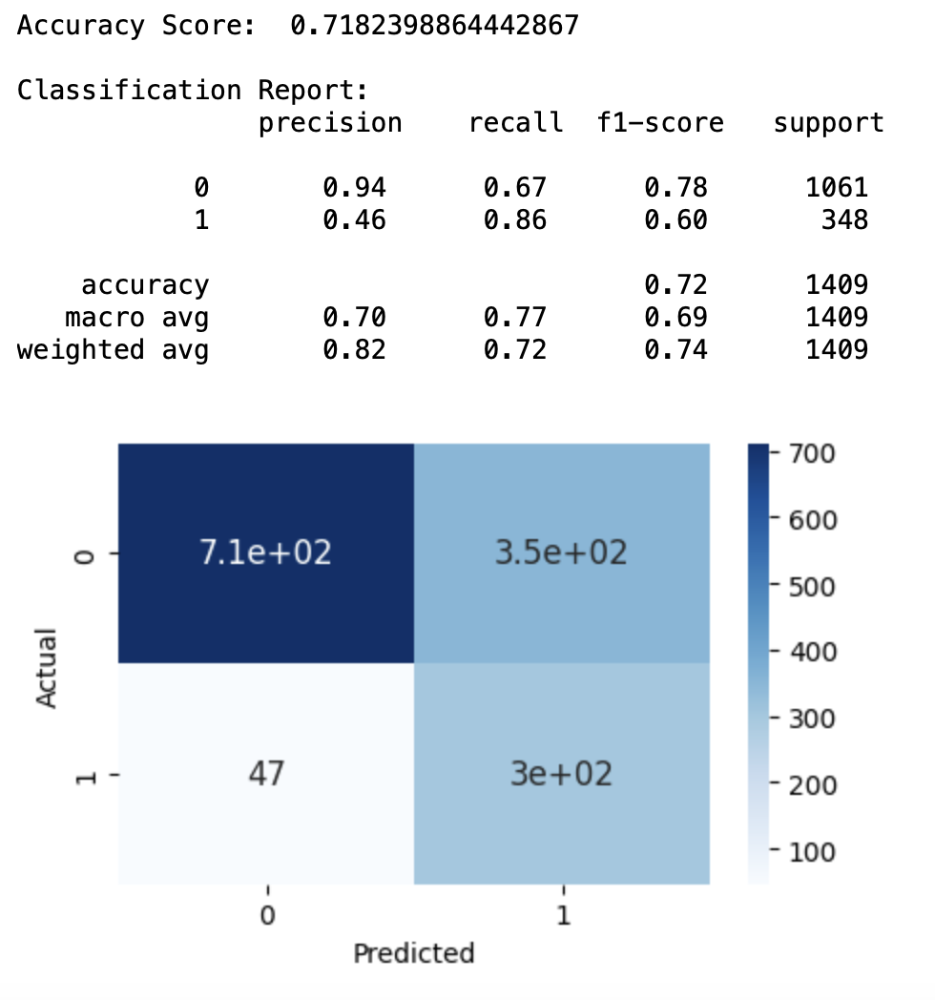 Accuracy Score:  0.7182398864442867
Classification Report:
precision    recall  f1-score   support
0       0.94      0.67      0.78      1061
1       0.46      0.86      0.60       348
accuracy                           0.72      1409
macro avg       0.70      0.77      0.69      1409
weighted avg       0.82      0.72      0.74      1409
700
600
500
400
300
200
100
Actual
0
7.1e+02 3.5e+02
1
47 3e+02
0 1
Predicted